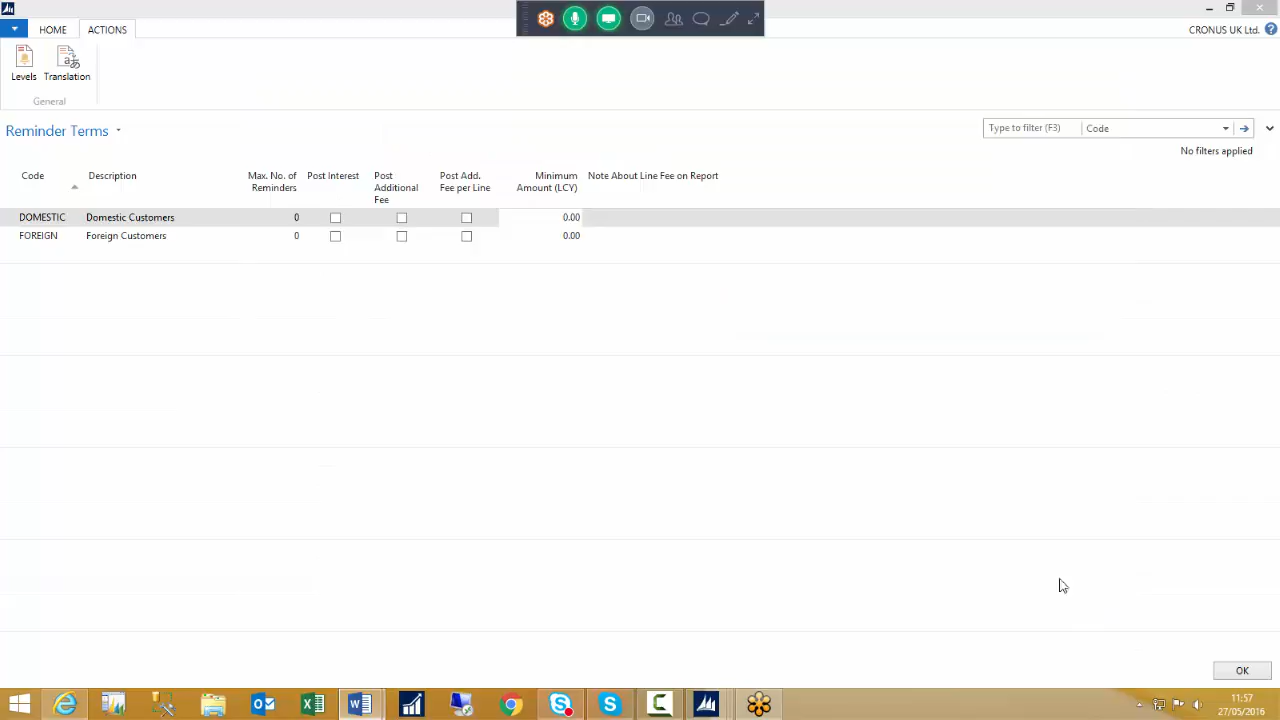 HOME ACTIONS CRONUS UK Ltd.
Levels Translation
General
Reminder Terms Type to filter (F3) Code
No filters applied
Code Description Max. No. of Reminders Post Interest Post Additional Fee Post Add. Fee per Line Minimum Amount (LCY) Note About Line Fee on Report
DOMESTIC Domestic Customers 0 0.00
FOREIGN Foreign Customers 0 0.00
OK
11:57
27/05/2016